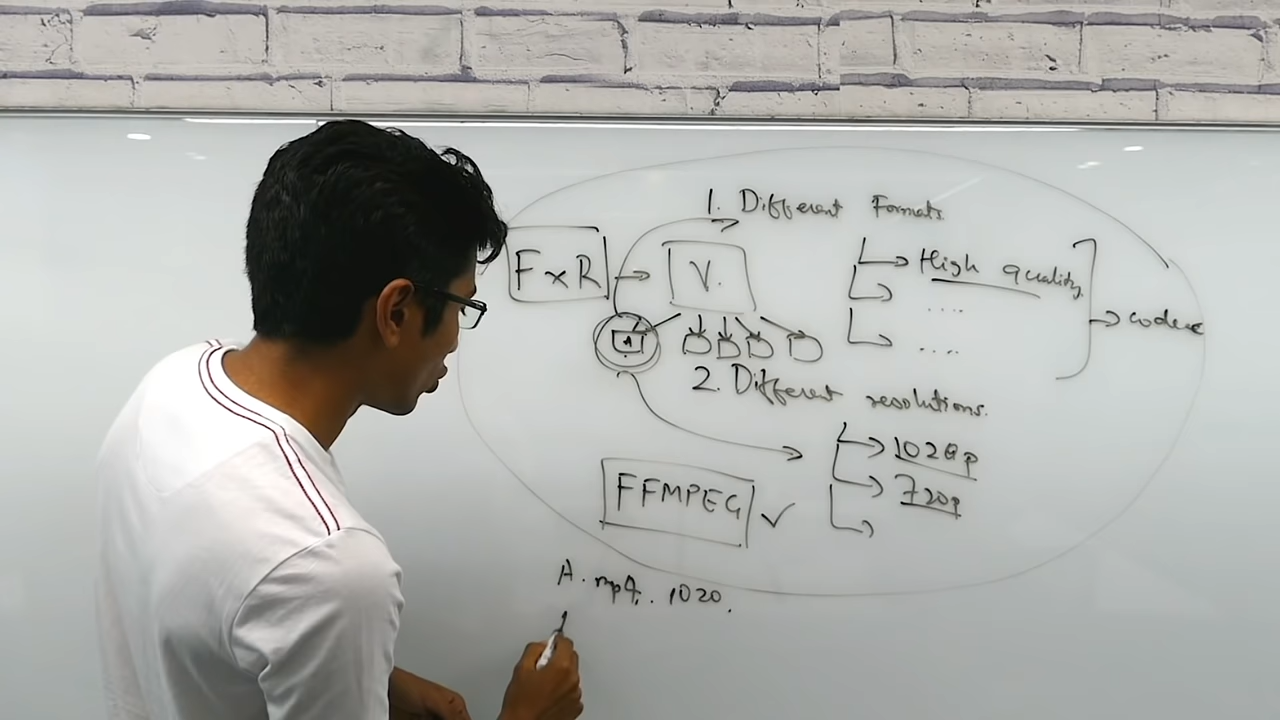 1. Different Formats
F x R
V.
High quality
....
....
codec
A
2. Different resolutions.
1020p
720p
FFMPEG
A. mp4. 1020.